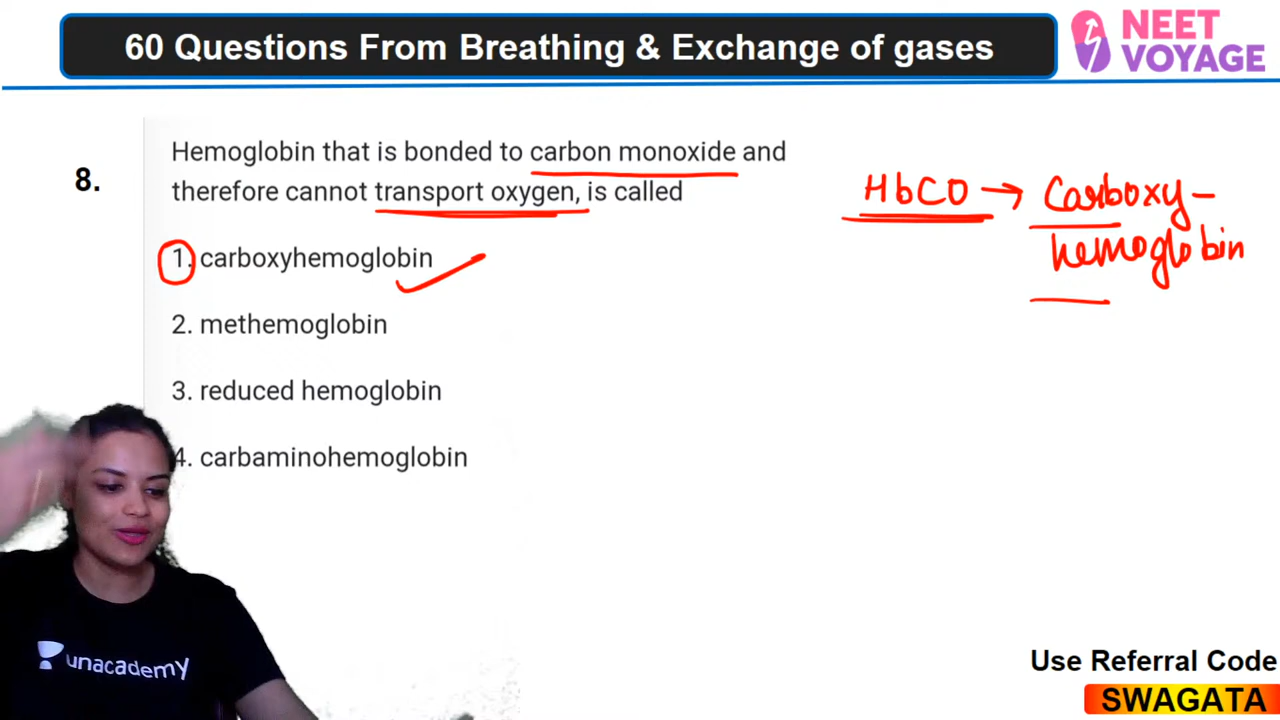 60 Questions From Breathing & Exchange of gases
NEET
VOYAGE
8.
Hemoglobin that is bonded to carbon monoxide and
therefore cannot transport oxygen, is called
1. carboxyhemoglobin
2. methemoglobin
3. reduced hemoglobin
4. carbaminohemoglobin
HbCO → Carboxy-
hemoglobin
unacademy
Use Referral Code
SWAGATA